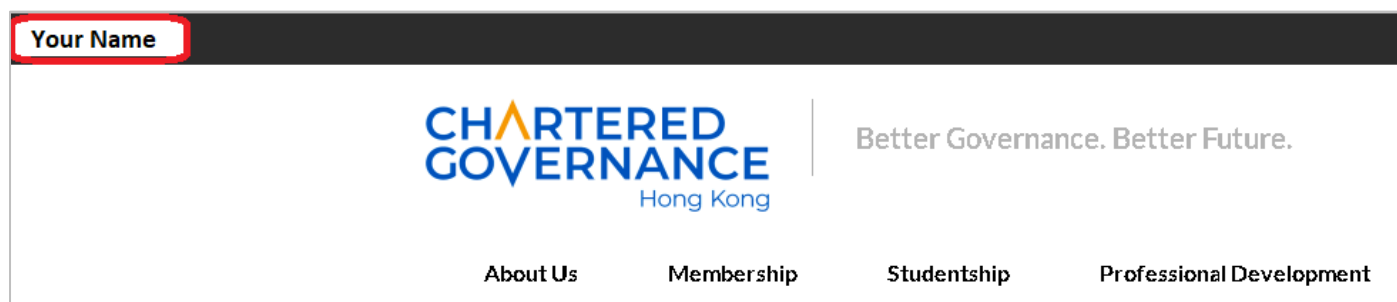 Your Name
CHARTERED
GOVERNANCE
Hong Kong
Better Governance. Better Future.
About Us Membership Studentship Professional Development